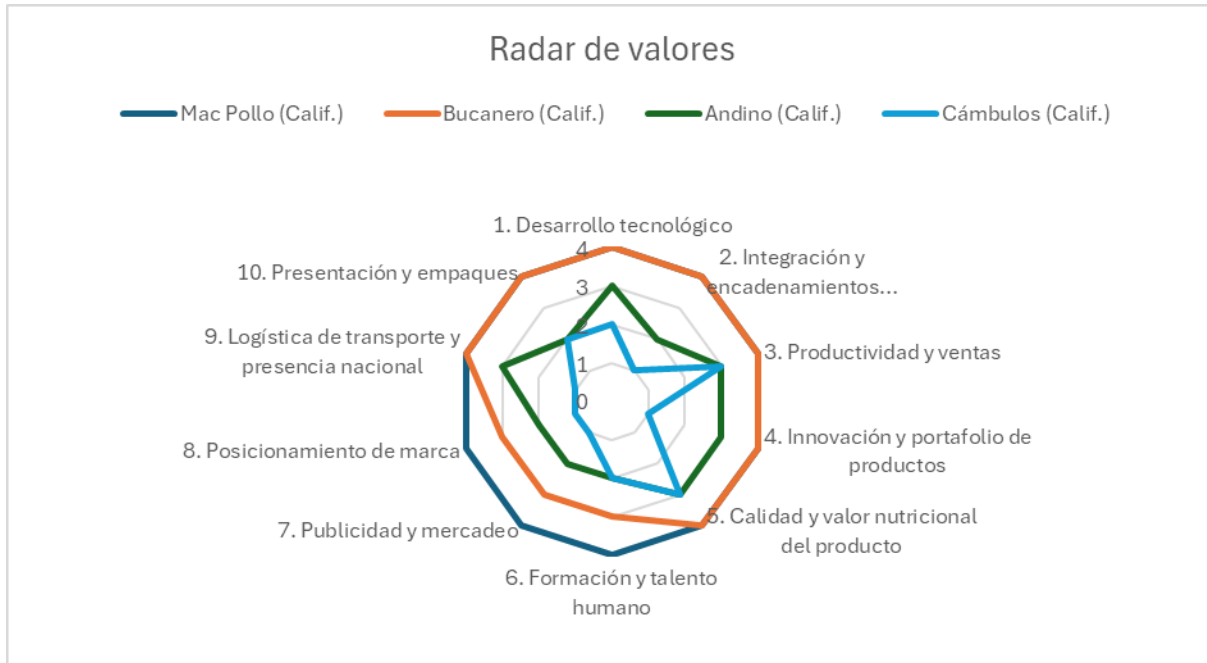 Radar de valores
Mac Pollo (Calif.)
Bucanero (Calif.)
Andino (Calif.)
Cámbulos (Calif.)
1. Desarrollo tecnológico
2. Integración y
encadenamientos...
3. Productividad y ventas
4. Innovación y portafolio de
productos
5. Calidad y valor nutricional
del producto
6. Formación y talento
humano
7. Publicidad y mercadeo
8. Posicionamiento de marca
9. Logística de transporte y
presencia nacional
10. Presentación y empaques
4
3
2
1
0